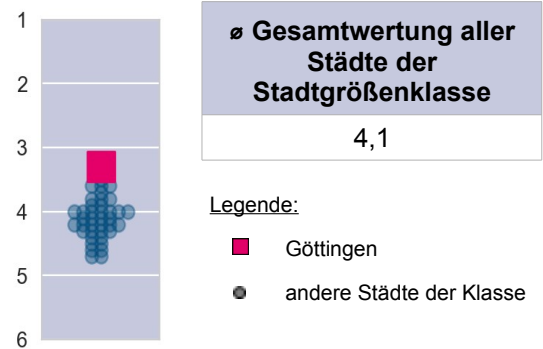 1
2
3
4
5
6
ø Gesamtwertung aller
Städte der
Stadtgrößenklasse
4,1
Legende:
Göttingen
andere Städte der Klasse